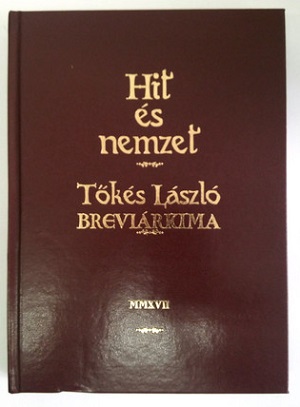 Hit
és
nemzet
Tőkés László
BREVIÁRIUMA
MMXVII